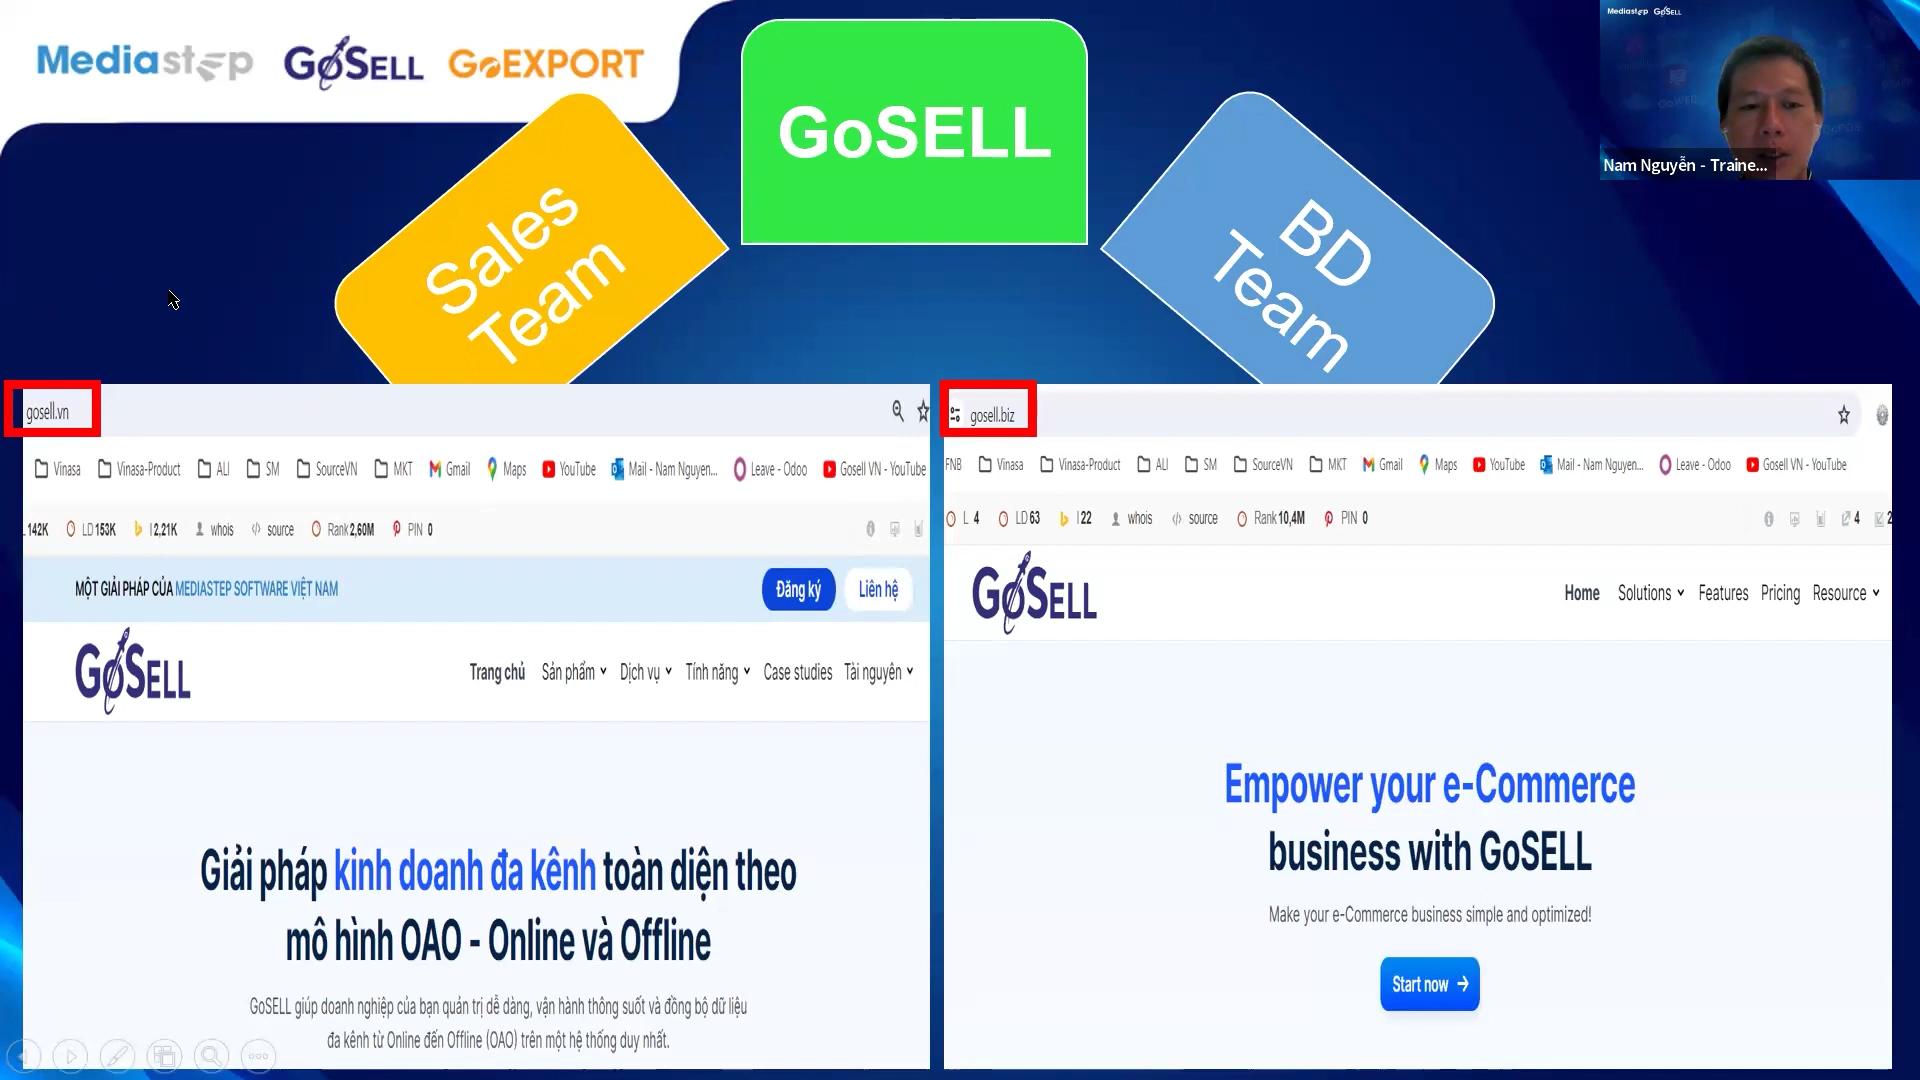 Mediastep GoSELL GoEXPORT
GoSELL
Sales
Team
BD
Team
Mediastep GoSELL
Nam Nguyễn - Traine...
gosell.vn
Vinasa Vinasa-Product ALI SM SourceVN MKT Gmail Maps YouTube Mail - Nam Nguyen... Leave - Odoo Gosell VN - YouTube
142K LD 153K I 2,21K whois source Rank 2,60M PIN 0
MỘT GIẢI PHÁP CỦA MEDIASTEP SOFTWARE VIỆT NAM Đăng ký Liên hệ
GoSELL Trang chủ Sản phẩm Dịch vụ Tính năng Case studies Tài nguyên
Giải pháp kinh doanh đa kênh toàn diện theo
mô hình OAO - Online và Offline
GoSELL giúp doanh nghiệp của bạn quản trị dễ dàng, vận hành thông suốt và đồng bộ dữ liệu
đa kênh từ Online đến Offline (OAO) trên một hệ thống duy nhất.
gosell.biz
FNB Vinasa Vinasa-Product ALI SM SourceVN MKT Gmail Maps YouTube Mail - Nam Nguyen... Leave - Odoo Gosell VN - YouTube
L 4 LD 63 I 22 whois source Rank 10,4M PIN 0 4 2
GoSELL Home Solutions Features Pricing Resource
Empower your e-Commerce
business with GoSELL
Make your e-Commerce business simple and optimized!
Start now →